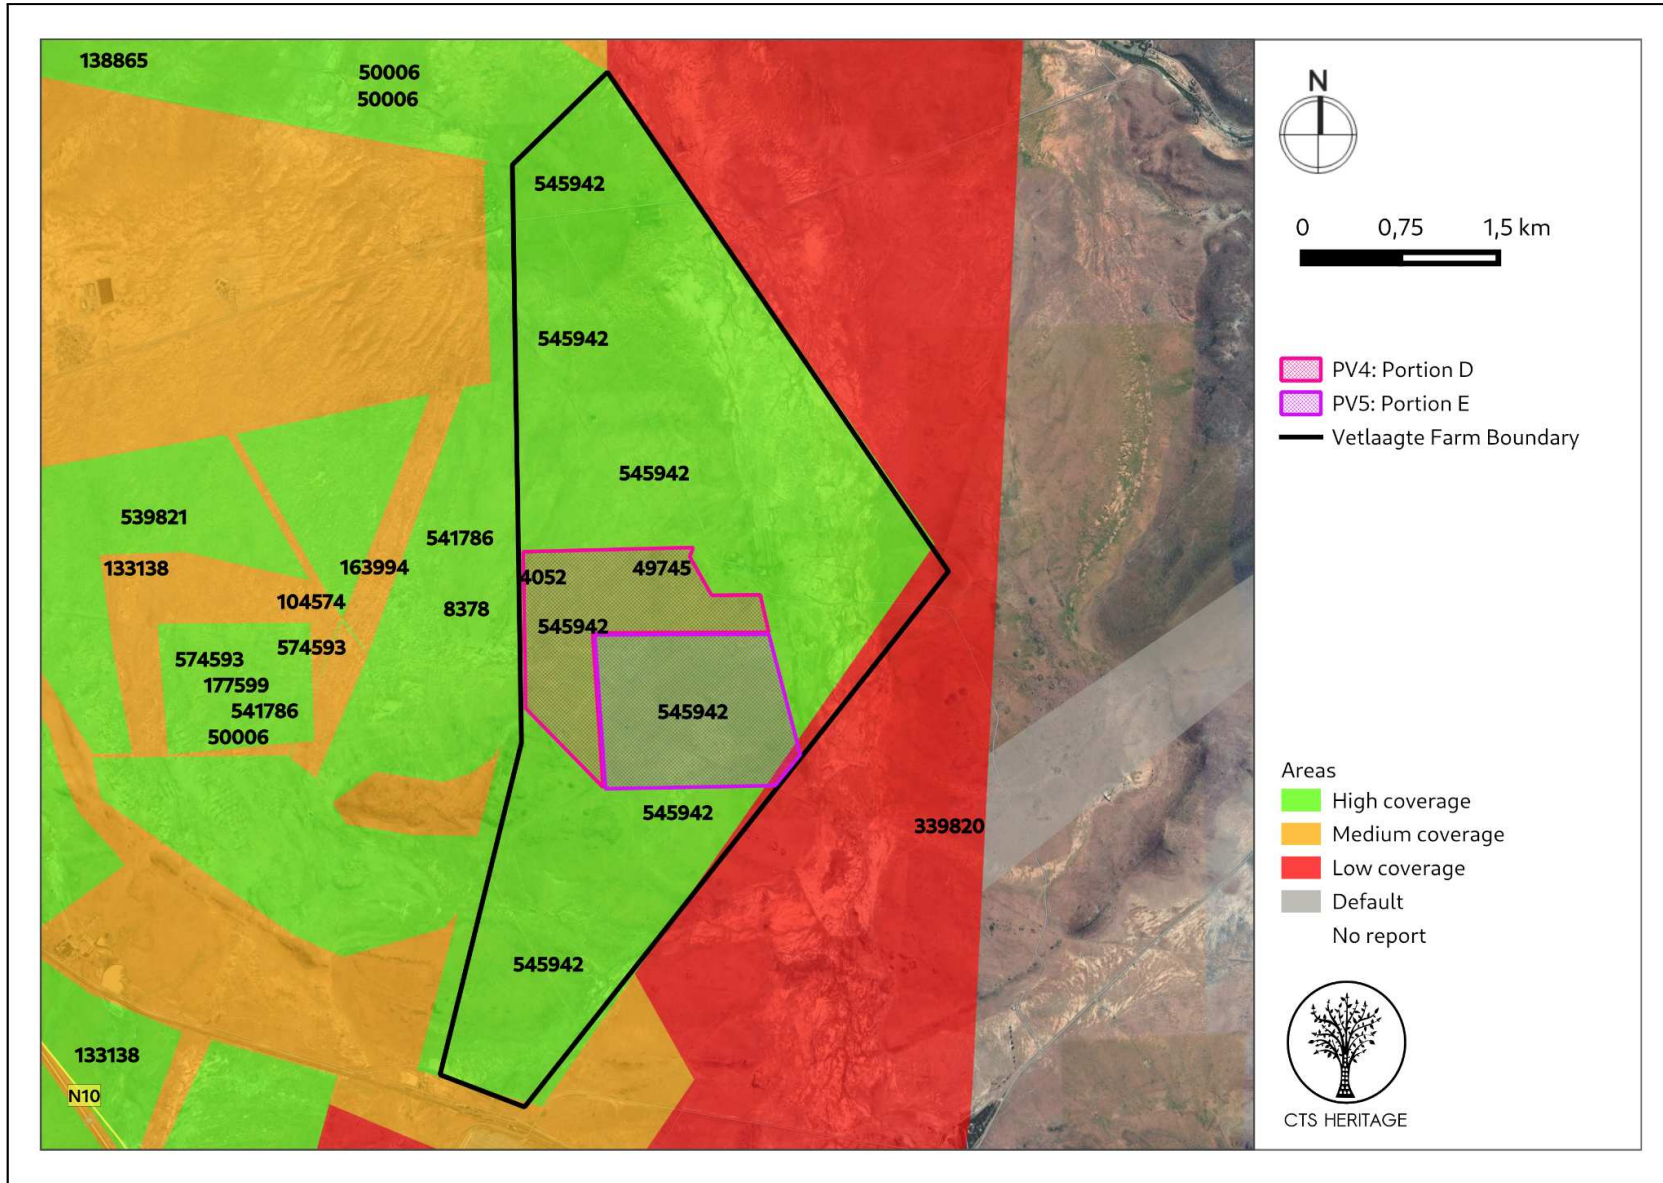 138865
50006
50006
545942
545942
545942
539821
541786
133138
163994
4052
49745
104574
8378
545942
574593
574593
177599
541786
50006
545942
545942
339820
545942
133138
N10
N
0 0,75 1,5 km
PV4: Portion D
PV5: Portion E
Vetlaagte Farm Boundary
Areas
High coverage
Medium coverage
Low coverage
Default
No report
CTS HERITAGE